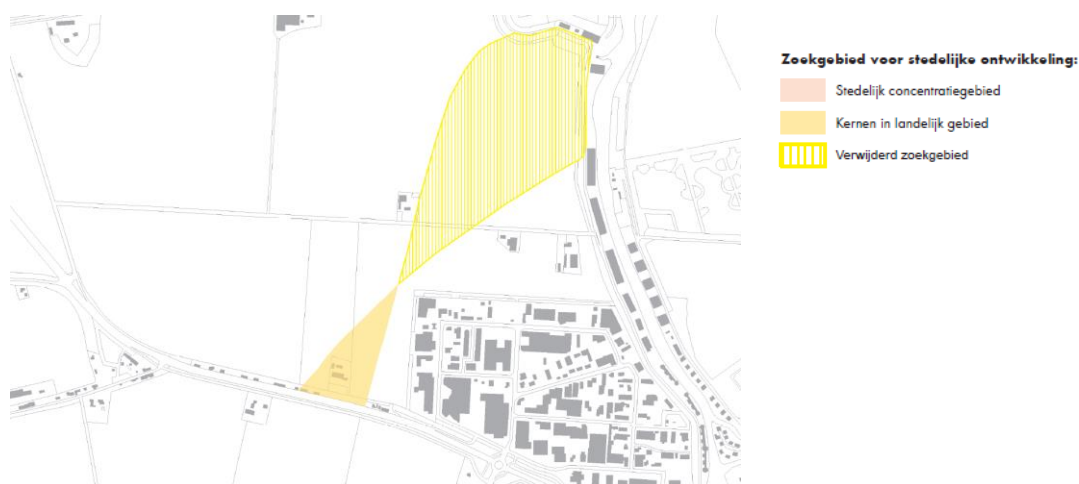 Zoekgebied voor stedelijke ontwikkeling:
Stedelijk concentratiegebied
Kernen in landelijk gebied
Verwijderd zoekgebied